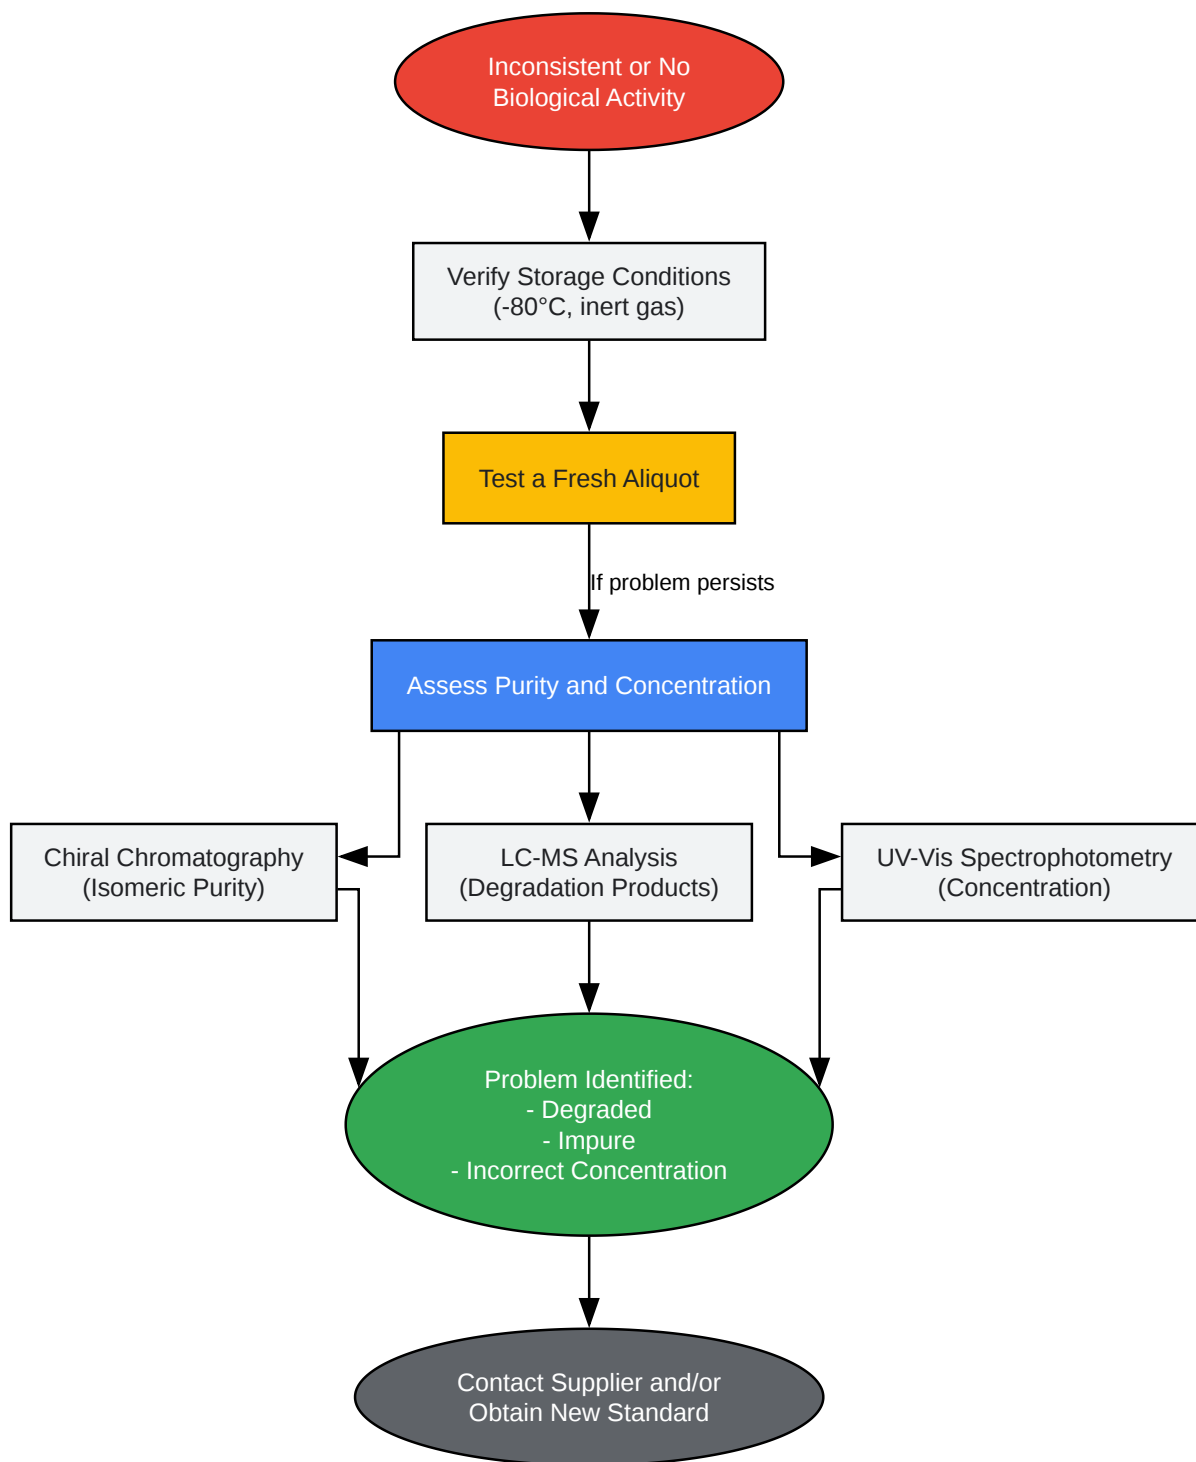 Inconsistent or No
Biological Activity
Verify Storage Conditions
(-80°C, inert gas)
Test a Fresh Aliquot
If problem persists
Assess Purity and Concentration
Chiral Chromatography
(Isomeric Purity)
LC-MS Analysis
(Degradation Products)
UV-Vis Spectrophotometry
(Concentration)
Problem Identified:
- Degraded
- Impure
- Incorrect Concentration
Contact Supplier and/or
Obtain New Standard